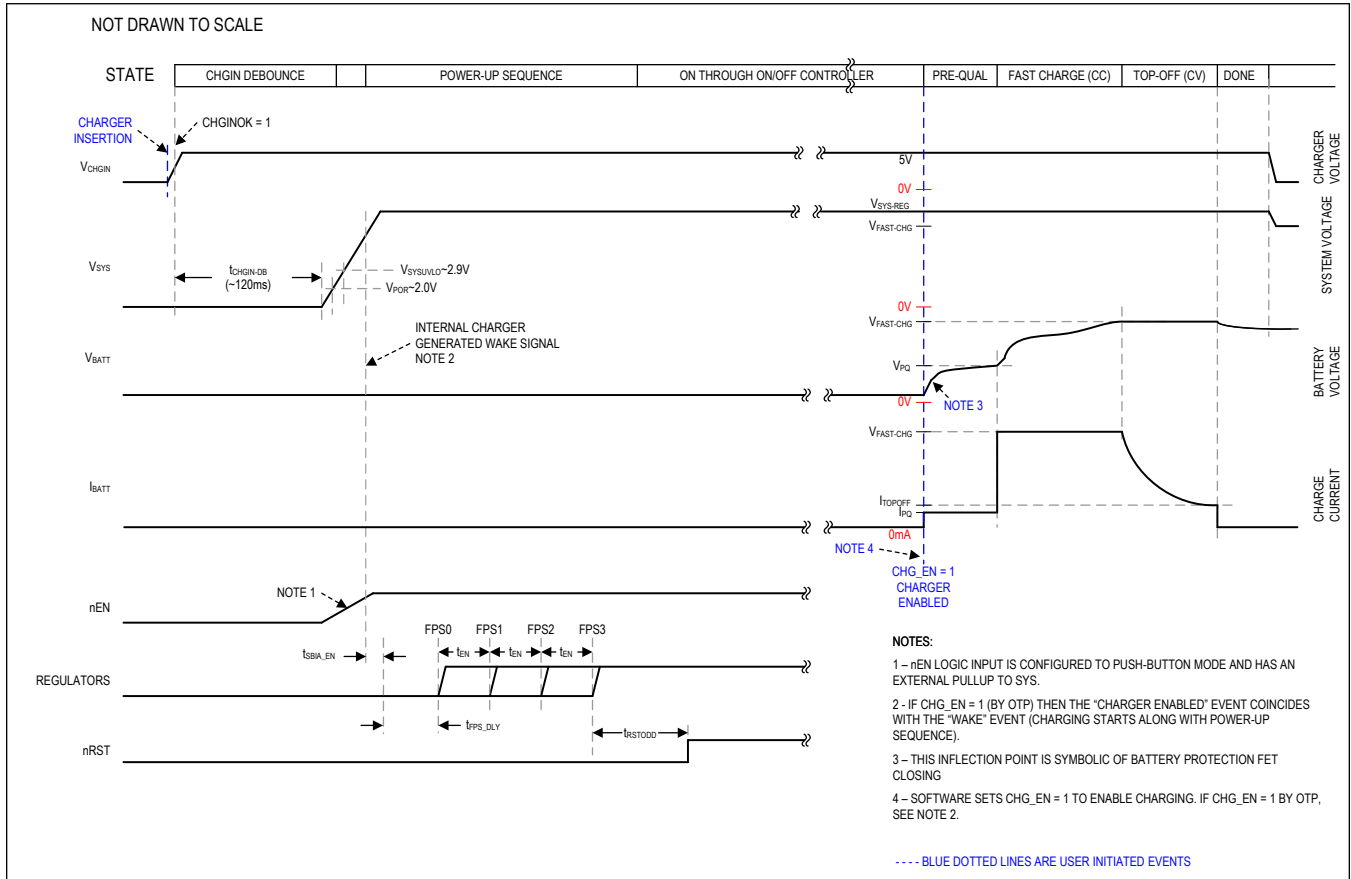 NOT DRAWN TO SCALE
STATE
CHGIN DEBOUNCE
POWER-UP SEQUENCE
ON THROUGH ON/OFF CONTROLLER
PRE-QUAL
FAST CHARGE (CC)
TOP-OFF (CV)
DONE
CHARGER
INSERTION
CHGINOK = 1
VCHGIN
5V
0V
CHARGER
VOLTAGE
VSYS-REG
VFAST-CHG
VSYS
tCHGIN-DB
(~120ms)
VSYSUVLO~2.9V
VPOR~2.0V
0V
SYSTEM VOLTAGE
VFAST-CHG
INTERNAL CHARGER
GENERATED WAKE SIGNAL
NOTE 2
VBATT
VPQ
0V
NOTE 3
BATTERY
VOLTAGE
VFAST-CHG
IBATT
ITOPOFF
IPQ
0mA
CHARGE
CURRENT
NOTE 4
CHG_EN = 1
CHARGER
ENABLED
NOTE 1
nEN
FPS0
FPS1
FPS2
FPS3
tSBIA_EN
tEN
tEN
tEN
REGULATORS
tFPS_DLY
tRSTODD
nRST
NOTES:
1 – nEN LOGIC INPUT IS CONFIGURED TO PUSH-BUTTON MODE AND HAS AN
EXTERNAL PULLUP TO SYS.
2 - IF CHG_EN = 1 (BY OTP) THEN THE “CHARGER ENABLED” EVENT COINCIDES
WITH THE “WAKE” EVENT (CHARGING STARTS ALONG WITH POWER-UP
SEQUENCE).
3 – THIS INFLECTION POINT IS SYMBOLIC OF BATTERY PROTECTION FET
CLOSING
4 – SOFTWARE SETS CHG_EN = 1 TO ENABLE CHARGING. IF CHG_EN = 1 BY OTP,
SEE NOTE 2.
- - - - BLUE DOTTED LINES ARE USER INITIATED EVENTS